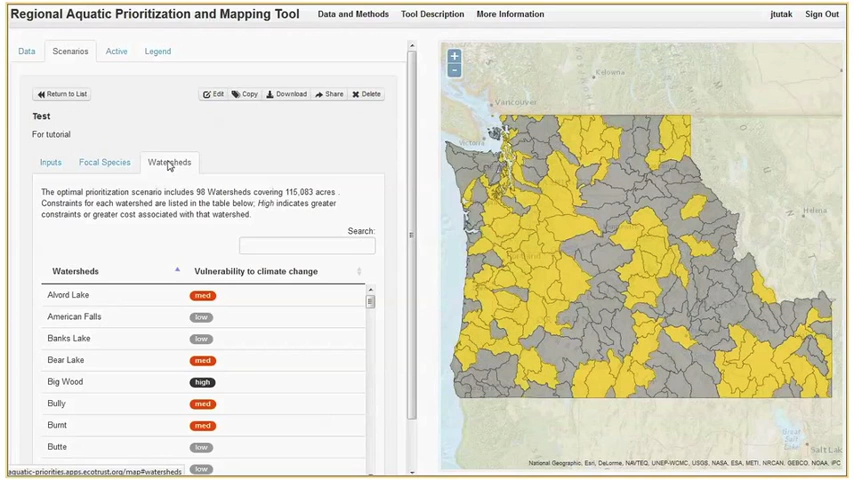 Regional Aquatic Prioritization and Mapping Tool
Data and Methods
Tool Description
More Information
jtutak
Sign Out
Data
Scenarios
Active
Legend
Return to List
Edit
Copy
Download
Share
Delete
Test
For tutorial
Inputs
Focal Species
Watersheds
The optimal prioritization scenario includes 98 Watersheds covering 115,083 acres .
Constraints for each watershed are listed in the table below; High indicates greater
constraints or greater cost associated with that watershed.
Search:
Watersheds
Vulnerability to climate change
Alvord Lake med
American Falls low
Banks Lake low
Bear Lake med
Big Wood high
Bully med
Burnt med
Butte low
low
aquatic-priorities.apps.ecotrust.org/map#watersheds
+
-
Kelowna
Vancouver
Victoria
Helena
Great
Salt Lak
National Geographic, Esri, DeLorme, NAVTEQ, UNEP-WCMC, USGS, NASA, ESA, METI, NRCAN, GEBCO, NOAA, iPC